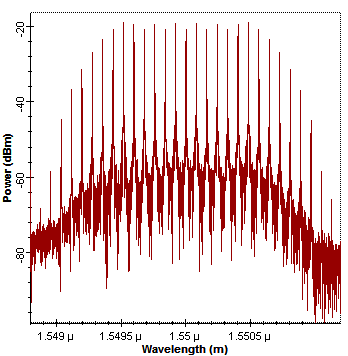 -20
-40
-60
-80
Power (dBm)
1.549 μ 1.5495 μ 1.55 μ 1.5505 μ
Wavelength (m)